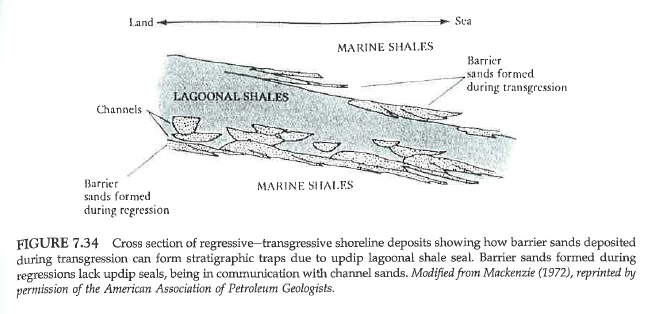 Land
Sea
MARINE SHALES
Barrier
sands formed
during transgression
LAGOONAL SHALES
Channels
Barrier
sands formed
during regression
MARINE SHALES
FIGURE 7.34 Cross section of regressive–transgressive shoreline deposits showing how barrier sands deposited
during transgression can form stratigraphic traps due to updip lagoonal shale seal. Barrier sands formed during
regressions lack updip seals, being in communication with channel sands. Modified from Mackenzie (1972), reprinted by
permission of the American Association of Petroleum Geologists.